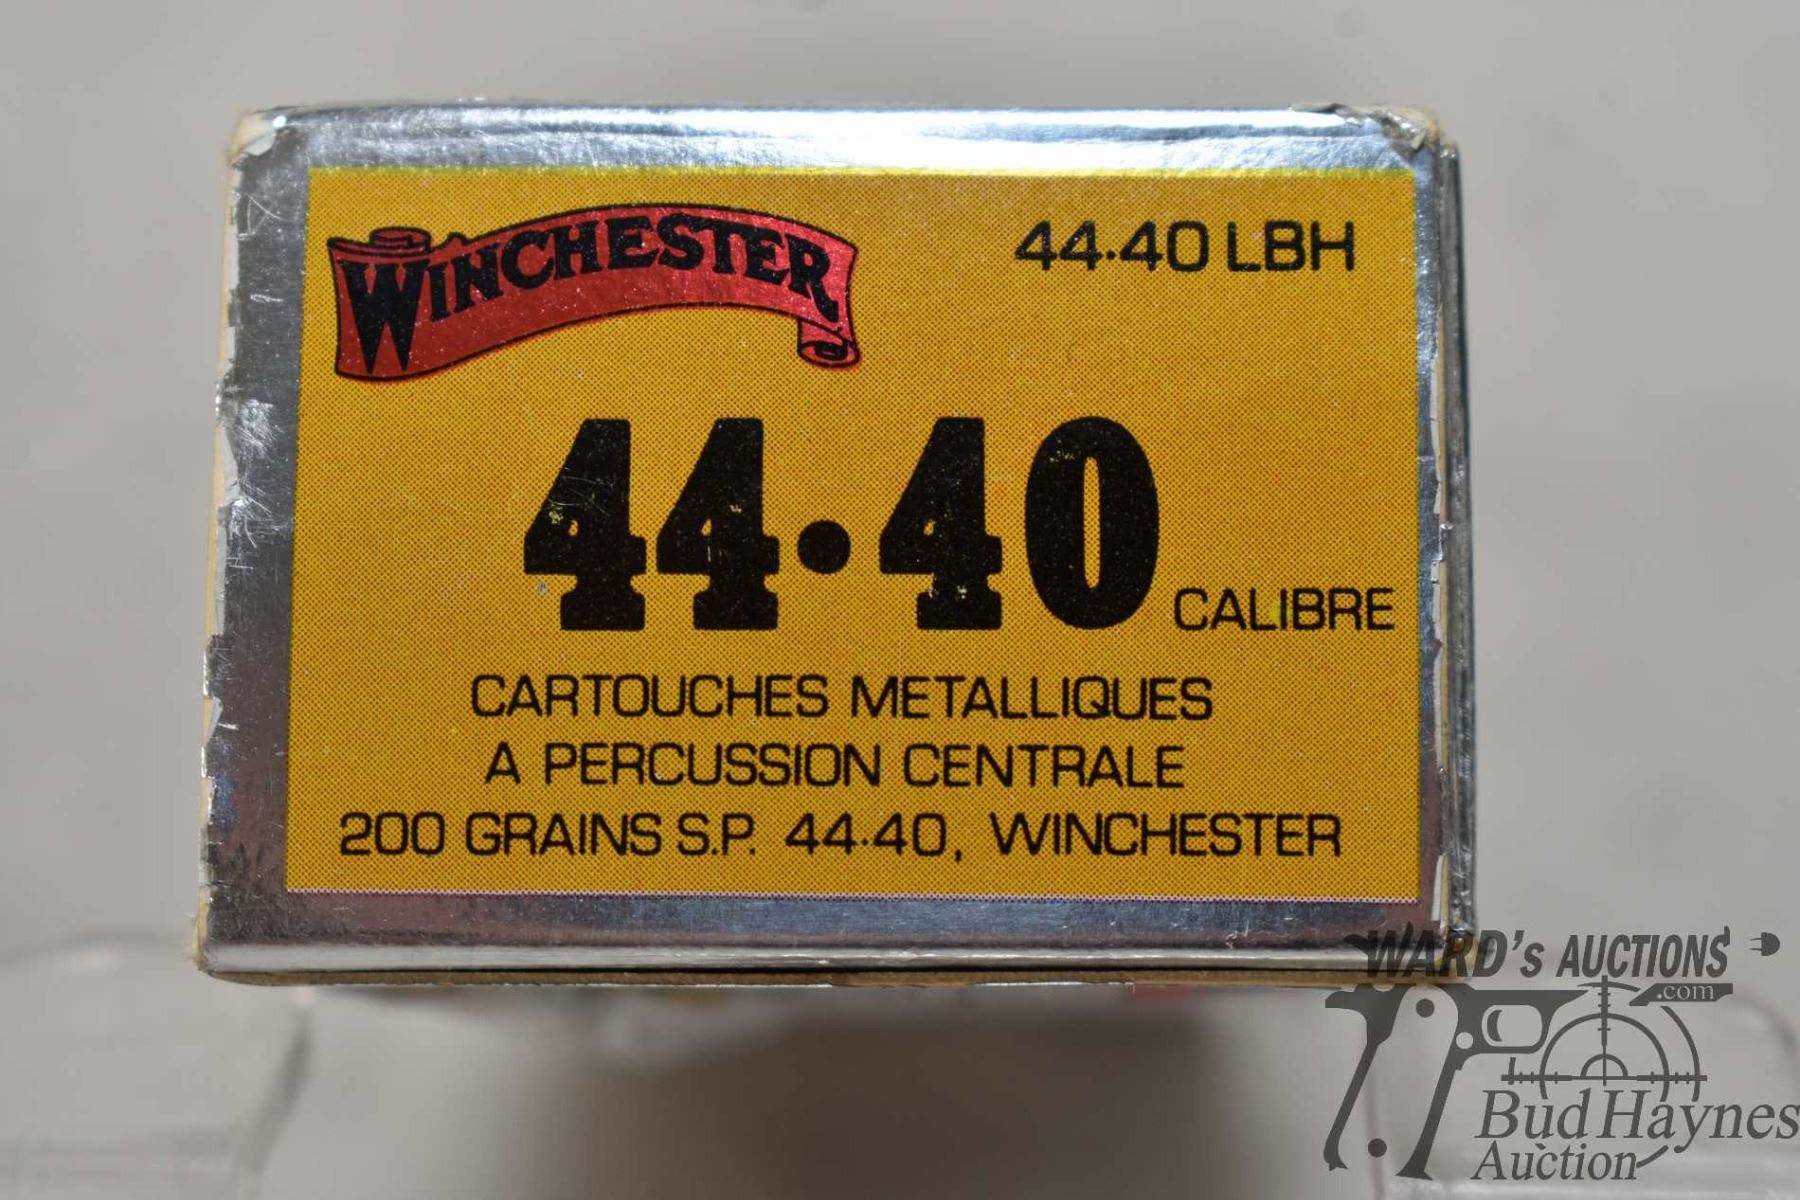 WINCHESTER
44·40 LBH
44·40 CALIBRE
CARTOUCHES METALLIQUES
A PERCUSSION CENTRALE
200 GRAINS S.P. 44·40, WINCHESTER
WARD's AUCTIONS
.com
Bud Haynes
Auction